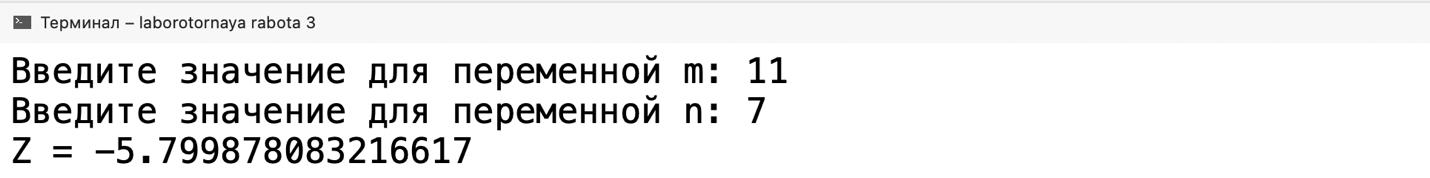 Терминал – laborotornaya rabota 3
Введите значение для переменной m: 11
Введите значение для переменной n: 7
Z = -5.799878083216617